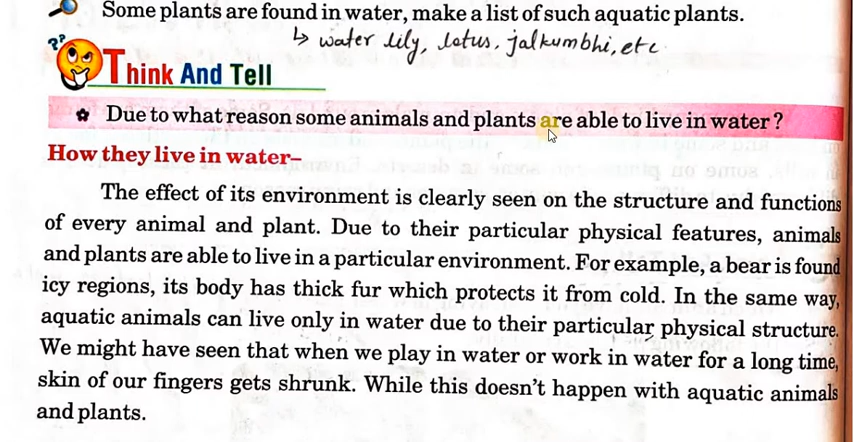 Some plants are found in water, make a list of such aquatic plants.
↳ water lily, lotus, jalkumbhi, etc
??
Think And Tell
Due to what reason some animals and plants are able to live in water ?
How they live in water–
The effect of its environment is clearly seen on the structure and functions
of every animal and plant. Due to their particular physical features, animals
and plants are able to live in a particular environment. For example, a bear is found
icy regions, its body has thick fur which protects it from cold. In the same way,
aquatic animals can live only in water due to their particular physical structure.
We might have seen that when we play in water or work in water for a long time,
skin of our fingers gets shrunk. While this doesn't happen with aquatic animals
and plants.